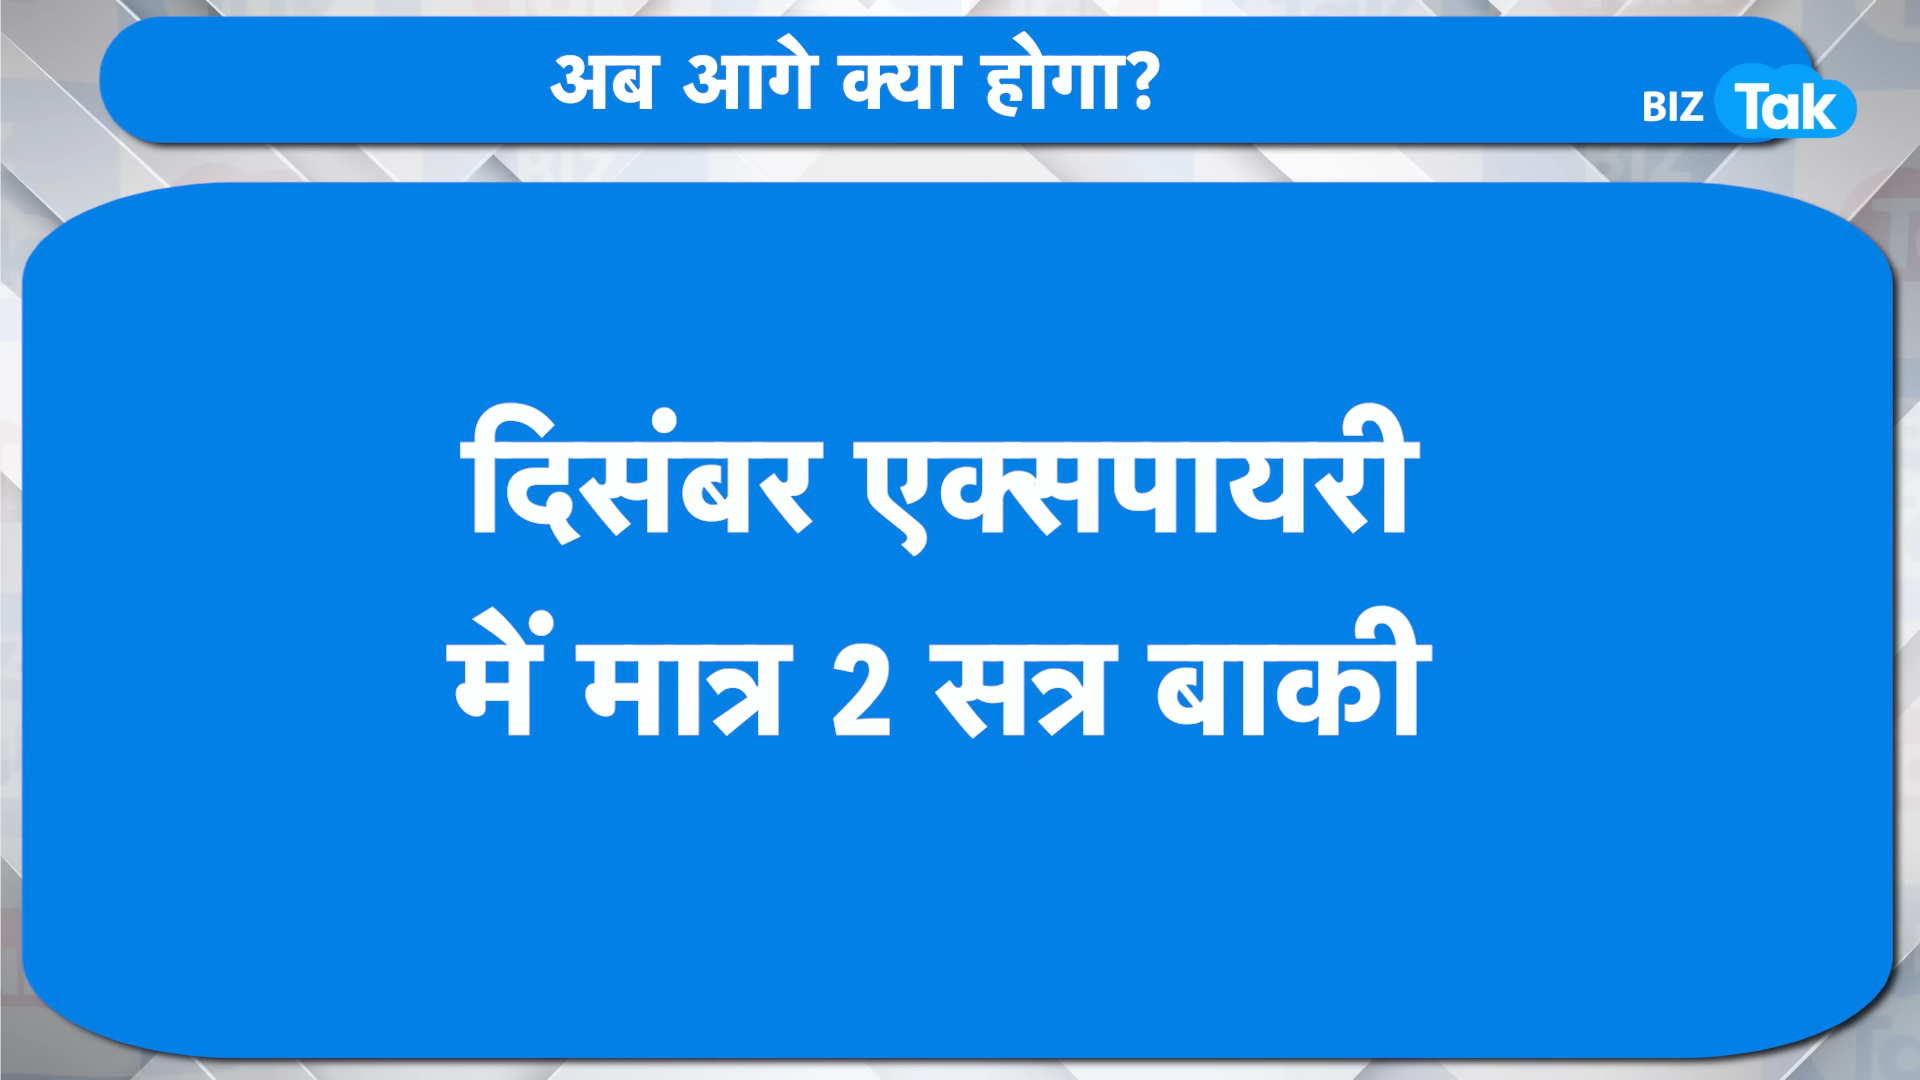 अब आगे क्या होगा?
BIZ Tak
दिसंबर एक्सपायरी
में मात्र 2 सत्र बाकी